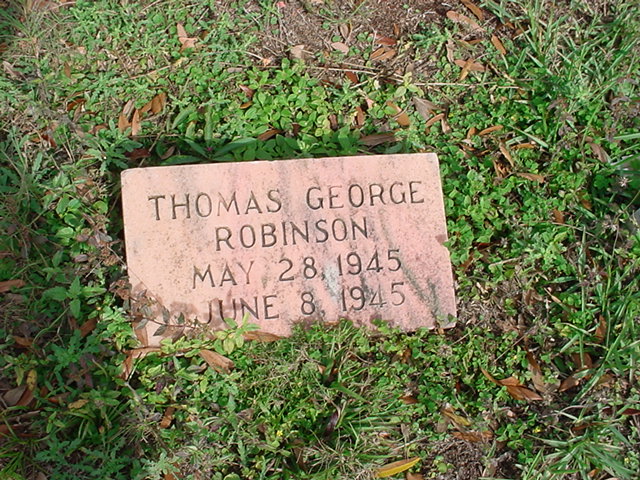 THOMAS GEORGE
ROBINSON
MAY 28 1945
JUNE 8 1945